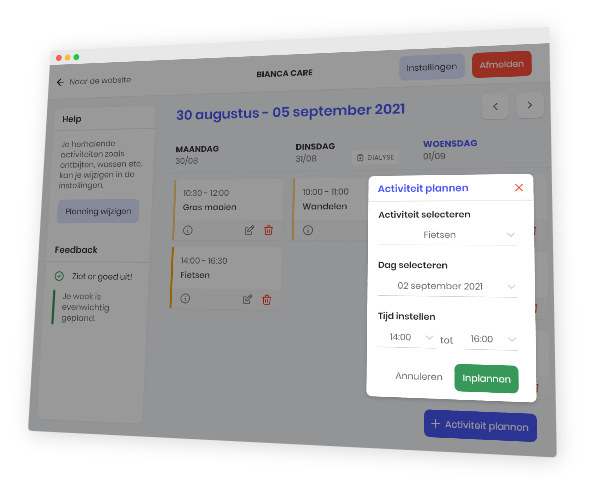 Naar de website
BIANCA CARE
Instellingen
Afmelden
Help
Je herhalende
activiteiten zoals
ontbijten, wassen etc.
kan je wijzigen in de
instellingen.
Planning wijzigen
Feedback
Ziet er goed uit!
Je week is
evenwichtig
gepland.
30 augustus - 05 september 2021
MAANDAG
30/08
DINSDAG
31/08
DIALYSE
WOENSDAG
01/09
10:30 - 12:00
Gras maaien
14:00 - 16:30
Fietsen
10:00 - 11:00
Wandelen
Activiteit plannen
Activiteit selecteren
Fietsen
Dag selecteren
02 september 2021
Tijd instellen
14:00 tot 16:00
Annuleren
Inplannen
+ Activiteit plannen